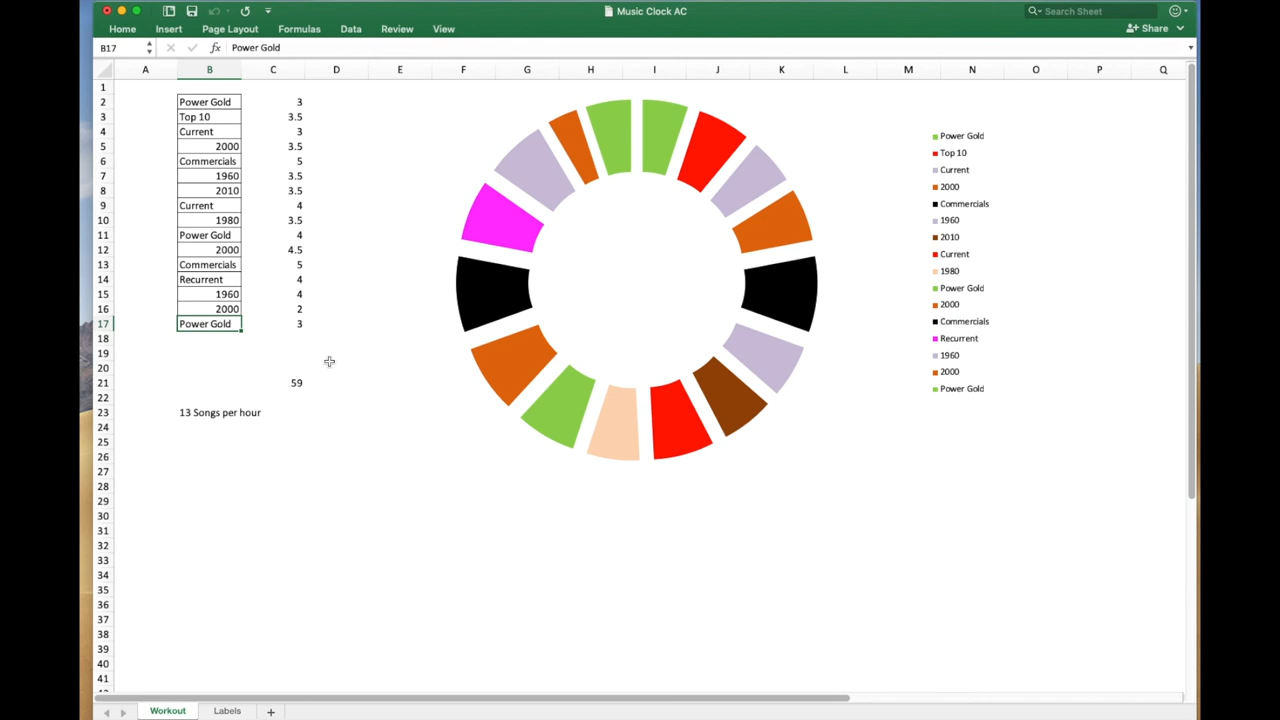 Music Clock AC
Search Sheet
Home Insert Page Layout Formulas Data Review View
Share
B17 fx Power Gold
A B C D E F G H I J K L M N O P Q
1
2 Power Gold 3
3 Top 10 3.5
4 Current 3
5 2000 3.5
6 Commercials 5
7 1960 3.5
8 2010 3.5
9 Current 4
10 1980 3.5
11 Power Gold 4
12 2000 4.5
13 Commercials 5
14 Recurrent 4
15 1960 4
16 2000 2
17 Power Gold 3
18
19
20
21 59
22
23 13 Songs per hour
24
25
26
27
28
29
30
31
32
33
34
35
36
37
38
39
40
41
Power Gold
Top 10
Current
2000
Commercials
1960
2010
Current
1980
Power Gold
2000
Commercials
Recurrent
1960
2000
Power Gold
Workout Labels +